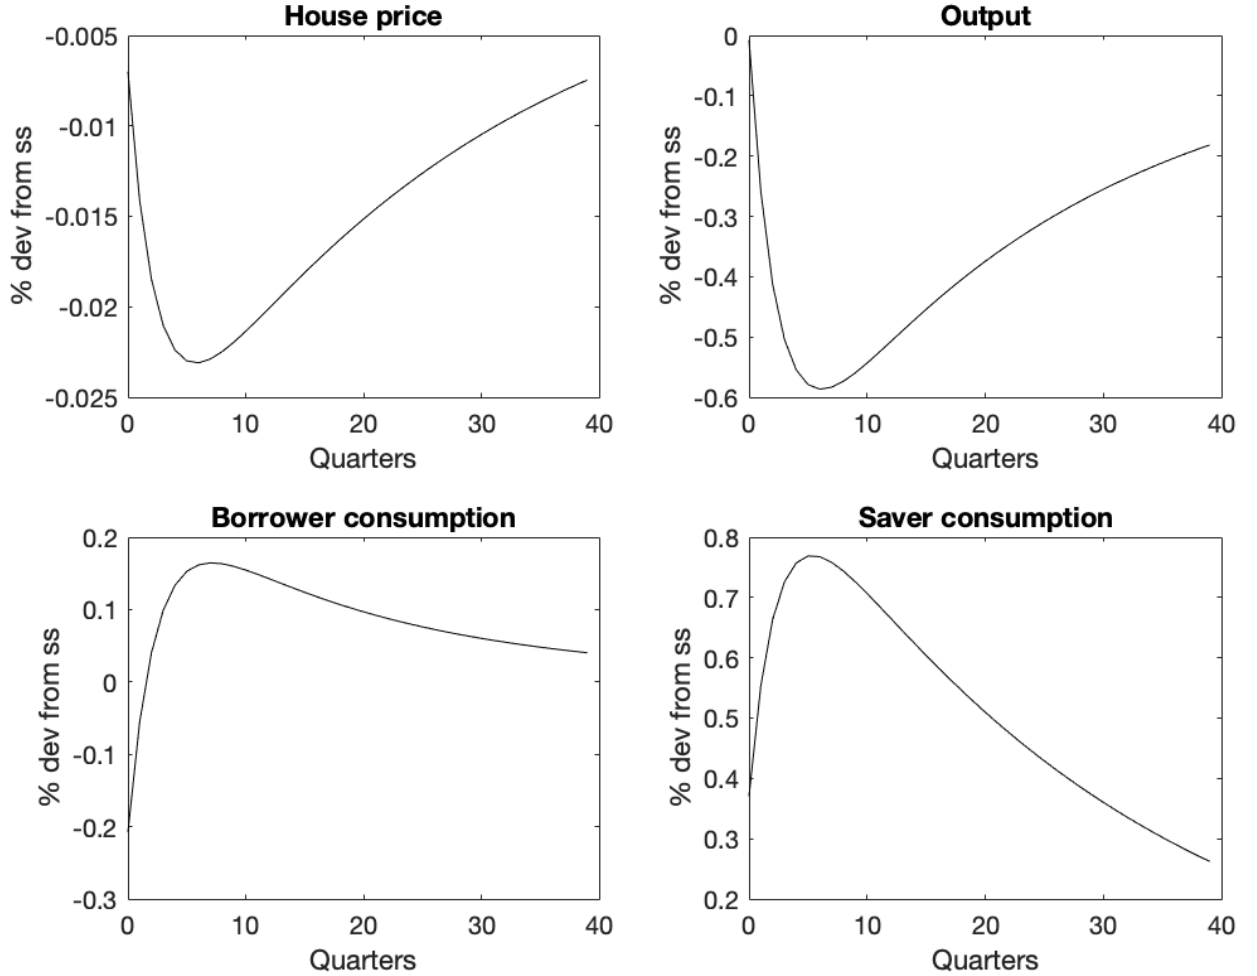 House price
% dev from ss
-0.005
-0.01
-0.015
-0.02
-0.025
0 10 20 30 40
Quarters
Output
% dev from ss
0
-0.1
-0.2
-0.3
-0.4
-0.5
-0.6
0 10 20 30 40
Quarters
Borrower consumption
% dev from ss
0.2
0.1
0
-0.1
-0.2
-0.3
0 10 20 30 40
Quarters
Saver consumption
% dev from ss
0.8
0.7
0.6
0.5
0.4
0.3
0.2
0 10 20 30 40
Quarters